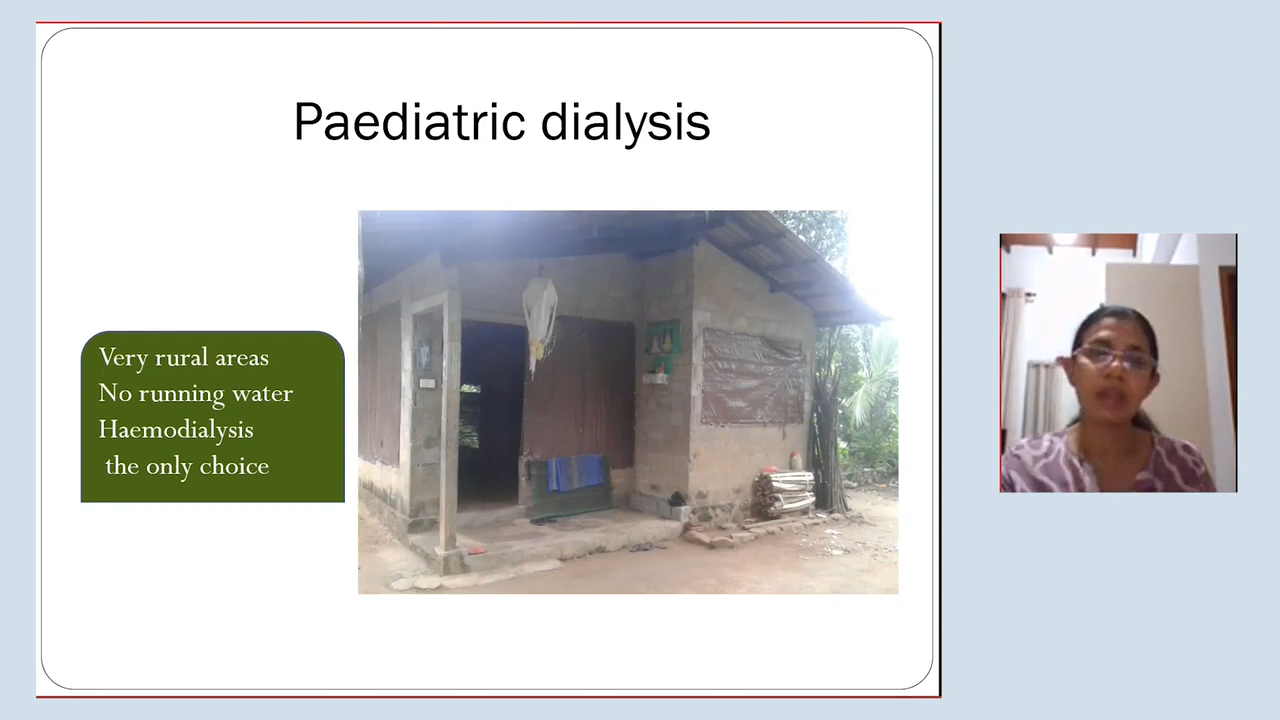 Paediatric dialysis
Very rural areas
No running water
Haemodialysis
the only choice